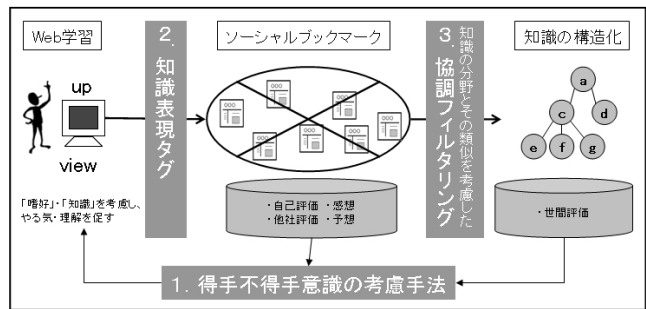 Web学習
2. 知識表現タグ
ソーシャルブックマーク
知識の分野とその類似を考慮した
3. 協調フィルタリング
知識の構造化
up
view
a
c
d
e
f
g
「嗜好」・「知識」を考慮し、
やる気・理解を促す
・自己評価 ・感想
・他社評価 ・予想
・世間評価
1. 得手不得手意識の考慮手法